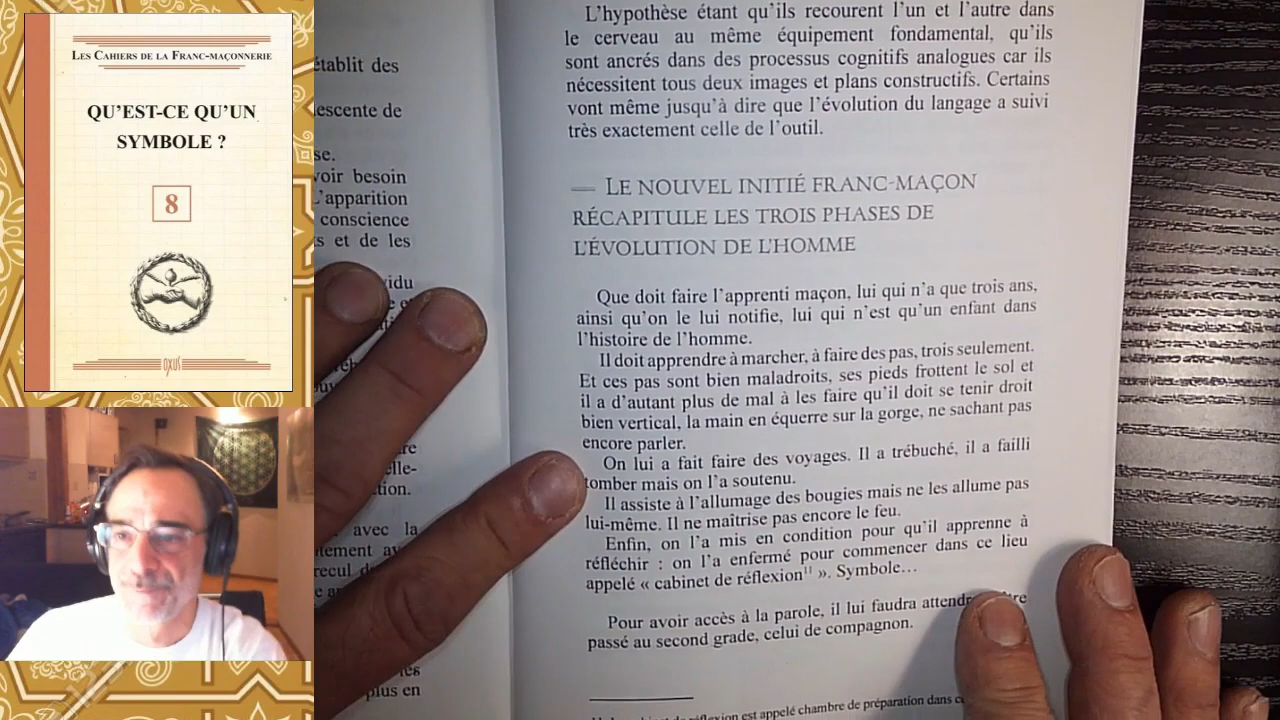 Les Cahiers de la Franc-maçonnerie
QU'EST-CE QU'UN
SYMBOLE ?
8
OXUS
établit des
escente de
se.
voir besoin
L'apparition
conscience
s et de les
idu
avec la
tement
recul
plus en
L'hypothèse étant qu'ils recourent l'un et l'autre dans
le cerveau au même équipement fondamental, qu'ils
sont ancrés dans des processus cognitifs analogues car ils
nécessitent tous deux images et plans constructifs. Certains
vont même jusqu'à dire que l'évolution du langage a suivi
très exactement celle de l'outil.
— Le nouvel initié franc-maçon
récapitule les trois phases de
l'évolution de l'homme
Que doit faire l'apprenti maçon, lui qui n'a que trois ans,
ainsi qu'on le lui notifie, lui qui n'est qu'un enfant dans
l'histoire de l'homme.
Il doit apprendre à marcher, à faire des pas, trois seulement.
Et ces pas sont bien maladroits, ses pieds frottent le sol et
il a d'autant plus de mal à les faire qu'il doit se tenir droit
bien vertical, la main en équerre sur la gorge, ne sachant pas
encore parler.
On lui a fait faire des voyages. Il a trébuché, il a failli
tomber mais on l'a soutenu.
Il assiste à l'allumage des bougies mais ne les allume pas
lui-même. Il ne maîtrise pas encore le feu.
Enfin, on l'a mis en condition pour qu'il apprenne à
réfléchir : on l'a enfermé pour commencer dans ce lieu
appelé « cabinet de réflexion¹¹ ». Symbole…
Pour avoir accès à la parole, il lui faudra attendre
passé au second grade, celui de compagnon.
est appelé chambre de préparation dans